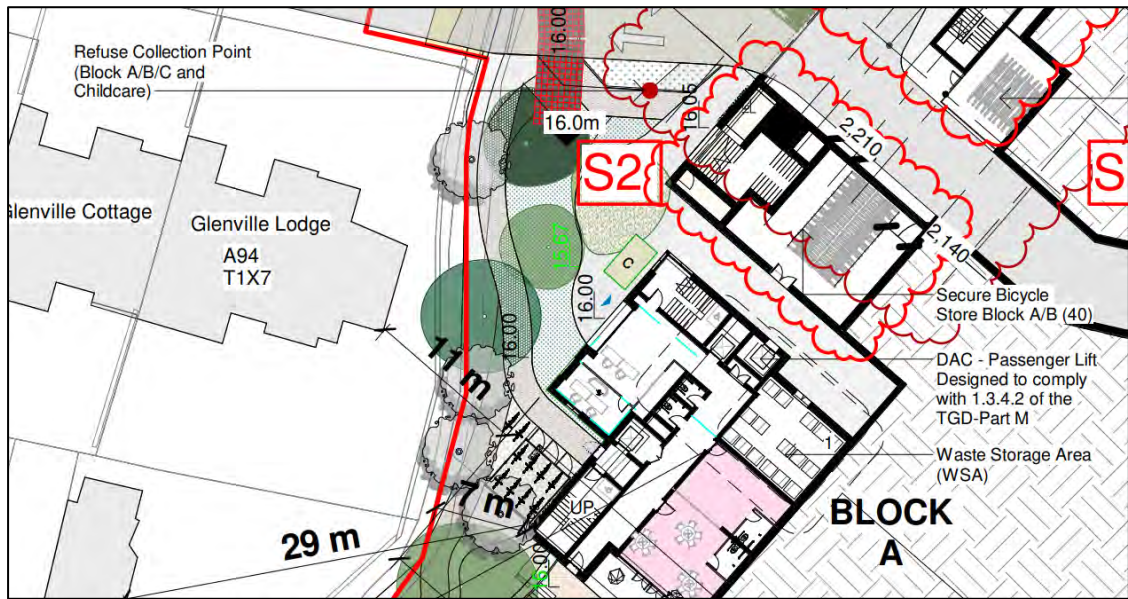 Refuse Collection Point
(Block A/B/C and
Childcare)
16.00
16.00
16.0m
16.05
S2
S
2,210
2,140
Glenville Cottage
Glenville Lodge
A94
T1X7
C
16.00
16.00
11 m
7 m
29 m
UP
1
16.00
Secure Bicycle
Store Block A/B (40)
DAC - Passenger Lift
Designed to comply
with 1.3.4.2 of the
TGD-Part M
Waste Storage Area
(WSA)
BLOCK
A